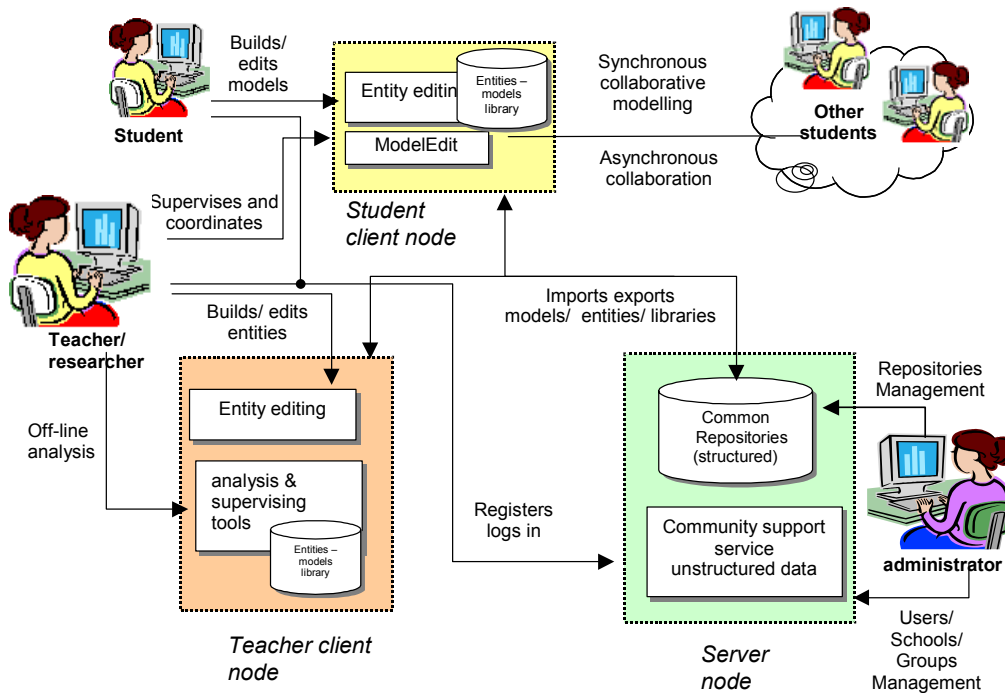 Builds/
edits
models
Student
Entity editin
Entities –
models
library
ModelEdit
Student
client node
Synchronous
collaborative
modelling
Asynchronous
collaboration
Other
students
Supervises and
coordinates
Teacher/
researcher
Builds/ edits
entities
Imports exports
models/ entities/ libraries
Off-line
analysis
Entity editing
analysis &
supervising
tools
Entities –
models
library
Teacher client
node
Registers
logs in
Common
Repositories
(structured)
Community support
service
unstructured data
Server
node
Repositories
Management
administrator
Users/
Schools/
Groups
Management